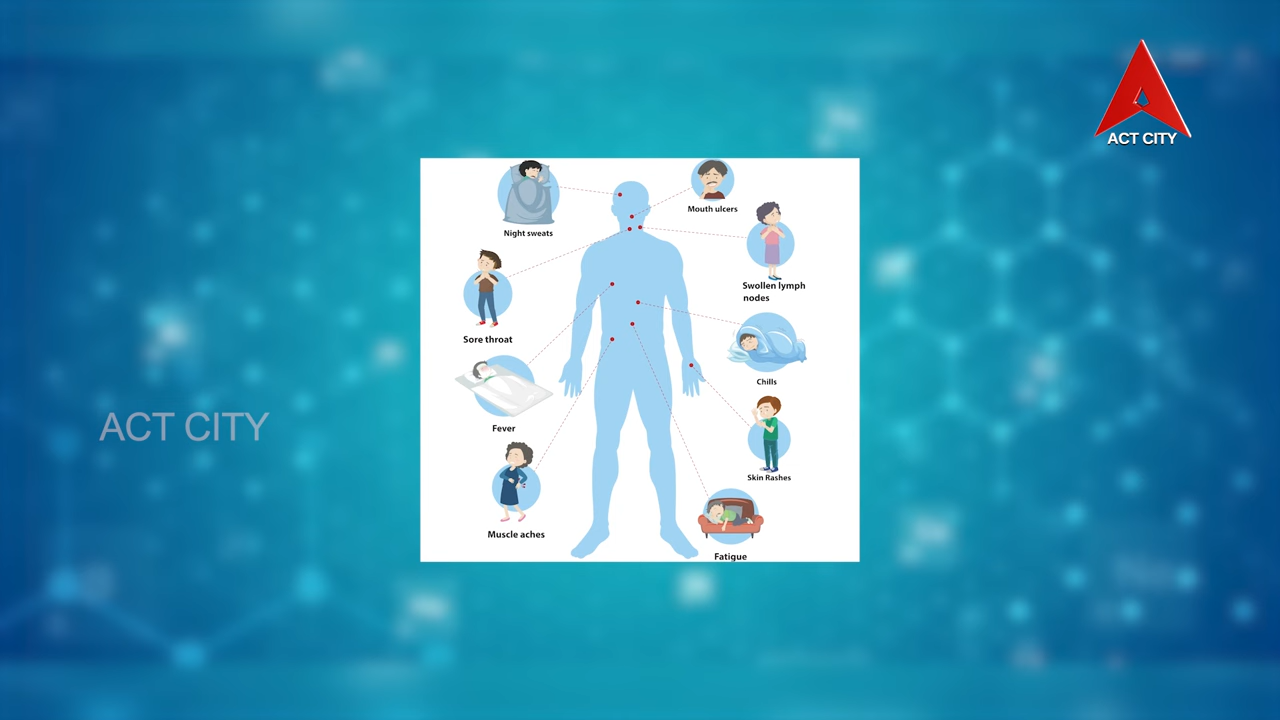 ACT CITY
Night sweats
Mouth ulcers
Swollen lymph
nodes
Sore throat
Chills
Fever
ACT CITY
Skin Rashes
Muscle aches
Fatigue